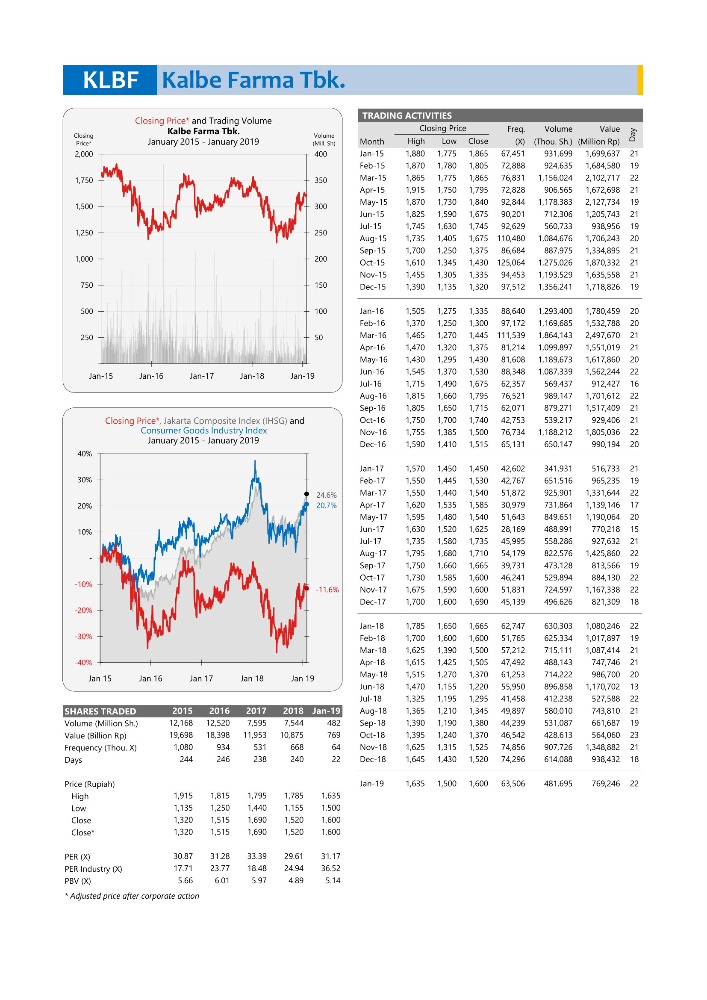 KLBF Kalbe Farma Tbk.
Closing Price* and Trading Volume
Kalbe Farma Tbk.
January 2015 - January 2019
Closing
Price*
Volume
(Mill. Sh)
2,000 400
1,750 350
1,500 300
1,250 250
1,000 200
750 150
500 100
250 50
Jan-15 Jan-16 Jan-17 Jan-18 Jan-19
Closing Price*, Jakarta Composite Index (IHSG) and
Consumer Goods Industry Index
January 2015 - January 2019
40%
30%
24.6%
20% 20.7%
10%
-
-10%
-11.6%
-20%
-30%
-40%
Jan 15 Jan 16 Jan 17 Jan 18 Jan 19
SHARES TRADED 2015 2016 2017 2018 Jan-19
Volume (Million Sh.) 12,168 12,520 7,595 7,544 482
Value (Billion Rp) 19,698 18,398 11,953 10,875 769
Frequency (Thou. X) 1,080 934 531 668 64
Days 244 246 238 240 22
Price (Rupiah)
High 1,915 1,815 1,795 1,785 1,635
Low 1,135 1,250 1,440 1,155 1,500
Close 1,320 1,515 1,690 1,520 1,600
Close* 1,320 1,515 1,690 1,520 1,600
PER (X) 30.87 31.28 33.39 29.61 31.17
PER Industry (X) 17.71 23.77 18.48 24.94 36.52
PBV (X) 5.66 6.01 5.97 4.89 5.14
* Adjusted price after corporate action
TRADING ACTIVITIES
Closing Price Freq. Volume Value Day
Month High Low Close (X) (Thou. Sh.) (Million Rp)
Jan-15 1,880 1,775 1,865 67,451 931,699 1,699,637 21
Feb-15 1,870 1,780 1,805 72,888 924,635 1,684,580 19
Mar-15 1,865 1,775 1,865 76,831 1,156,024 2,102,717 22
Apr-15 1,915 1,750 1,795 72,828 906,565 1,672,698 21
May-15 1,870 1,730 1,840 92,844 1,178,383 2,127,734 19
Jun-15 1,825 1,590 1,675 90,201 712,306 1,205,743 21
Jul-15 1,745 1,630 1,745 92,629 560,733 938,956 19
Aug-15 1,735 1,405 1,675 110,480 1,084,676 1,706,243 20
Sep-15 1,700 1,250 1,375 86,684 887,975 1,334,895 21
Oct-15 1,610 1,345 1,430 125,064 1,275,026 1,870,332 21
Nov-15 1,455 1,305 1,335 94,453 1,193,529 1,635,558 21
Dec-15 1,390 1,135 1,320 97,512 1,356,241 1,718,826 19
Jan-16 1,505 1,275 1,335 88,640 1,293,400 1,780,459 20
Feb-16 1,370 1,250 1,300 97,172 1,169,685 1,532,788 20
Mar-16 1,465 1,270 1,445 111,539 1,864,143 2,497,670 21
Apr-16 1,470 1,320 1,375 81,214 1,099,897 1,551,019 21
May-16 1,430 1,295 1,430 81,608 1,189,673 1,617,860 20
Jun-16 1,545 1,370 1,530 88,348 1,087,339 1,562,244 22
Jul-16 1,715 1,490 1,675 62,357 569,437 912,427 16
Aug-16 1,815 1,660 1,795 76,521 989,147 1,701,612 22
Sep-16 1,805 1,650 1,715 62,071 879,271 1,517,409 21
Oct-16 1,750 1,700 1,740 42,753 539,217 929,406 21
Nov-16 1,755 1,385 1,500 76,734 1,188,212 1,805,036 22
Dec-16 1,590 1,410 1,515 65,131 650,147 990,194 20
Jan-17 1,570 1,450 1,450 42,602 341,931 516,733 21
Feb-17 1,550 1,445 1,530 42,767 651,516 965,235 19
Mar-17 1,550 1,440 1,540 51,872 925,901 1,331,644 22
Apr-17 1,620 1,535 1,585 30,979 731,864 1,139,146 17
May-17 1,595 1,480 1,540 51,643 849,651 1,190,064 20
Jun-17 1,630 1,520 1,625 28,169 488,991 770,218 15
Jul-17 1,735 1,580 1,735 45,995 558,286 927,632 21
Aug-17 1,795 1,680 1,710 54,179 822,576 1,425,860 22
Sep-17 1,750 1,660 1,665 39,731 473,128 813,566 19
Oct-17 1,730 1,585 1,600 46,241 529,894 884,130 22
Nov-17 1,675 1,590 1,600 51,831 724,597 1,167,338 22
Dec-17 1,700 1,600 1,690 45,139 496,626 821,309 18
Jan-18 1,785 1,650 1,665 62,747 630,303 1,080,246 22
Feb-18 1,700 1,600 1,600 51,765 625,334 1,017,897 19
Mar-18 1,625 1,390 1,500 57,212 715,111 1,087,414 21
Apr-18 1,615 1,425 1,505 47,492 488,143 747,746 21
May-18 1,515 1,270 1,370 61,253 714,222 986,700 20
Jun-18 1,470 1,155 1,220 55,950 896,858 1,170,702 13
Jul-18 1,325 1,195 1,295 41,458 412,238 527,588 22
Aug-18 1,365 1,210 1,345 49,897 580,010 743,810 21
Sep-18 1,390 1,190 1,380 44,239 531,087 661,687 19
Oct-18 1,395 1,240 1,370 46,542 428,613 564,060 23
Nov-18 1,625 1,315 1,525 74,856 907,726 1,348,882 21
Dec-18 1,645 1,430 1,520 74,296 614,088 938,432 18
Jan-19 1,635 1,500 1,600 63,506 481,695 769,246 22